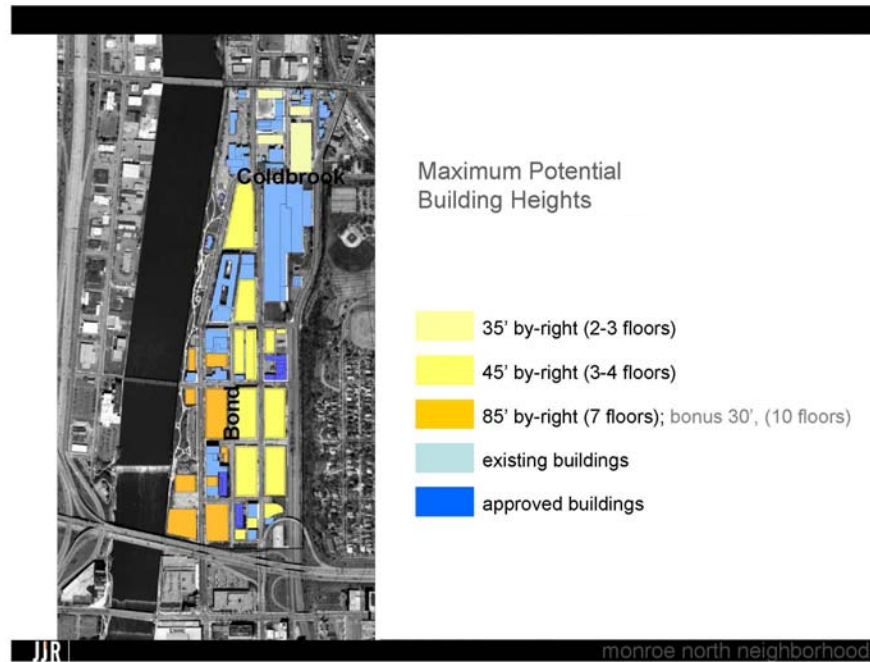 Coldbrook
Bond
Maximum Potential
Building Heights
35' by-right (2-3 floors)
45' by-right (3-4 floors)
85' by-right (7 floors); bonus 30', (10 floors)
existing buildings
approved buildings
JJR
monroe north neighborhood